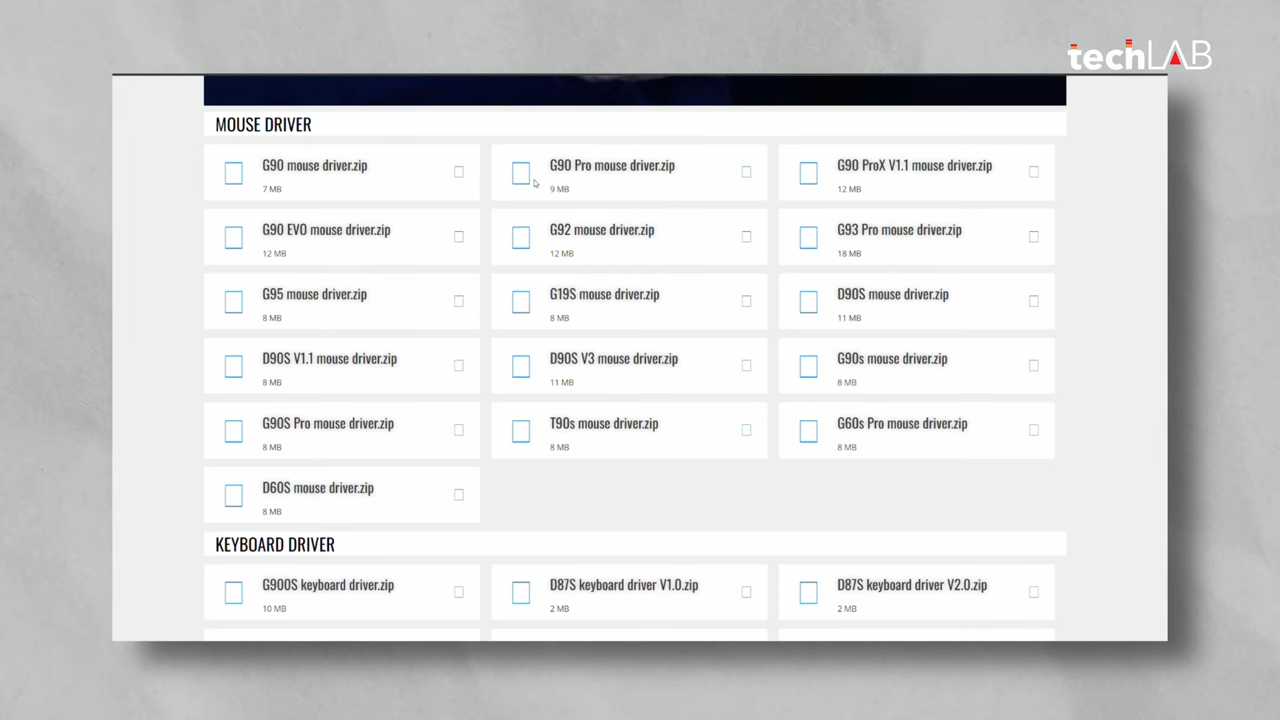 techLAB
MOUSE DRIVER
G90 mouse driver.zip
7 MB
G90 Pro mouse driver.zip
9 MB
G90 ProX V1.1 mouse driver.zip
12 MB
G90 EVO mouse driver.zip
12 MB
G92 mouse driver.zip
12 MB
G93 Pro mouse driver.zip
18 MB
G95 mouse driver.zip
8 MB
G19S mouse driver.zip
8 MB
D90S mouse driver.zip
11 MB
D90S V1.1 mouse driver.zip
8 MB
D90S V3 mouse driver.zip
11 MB
G90s mouse driver.zip
8 MB
G90S Pro mouse driver.zip
8 MB
T90s mouse driver.zip
8 MB
G60s Pro mouse driver.zip
8 MB
D60S mouse driver.zip
8 MB
KEYBOARD DRIVER
G900S keyboard driver.zip
10 MB
D87S keyboard driver V1.0.zip
2 MB
D87S keyboard driver V2.0.zip
2 MB